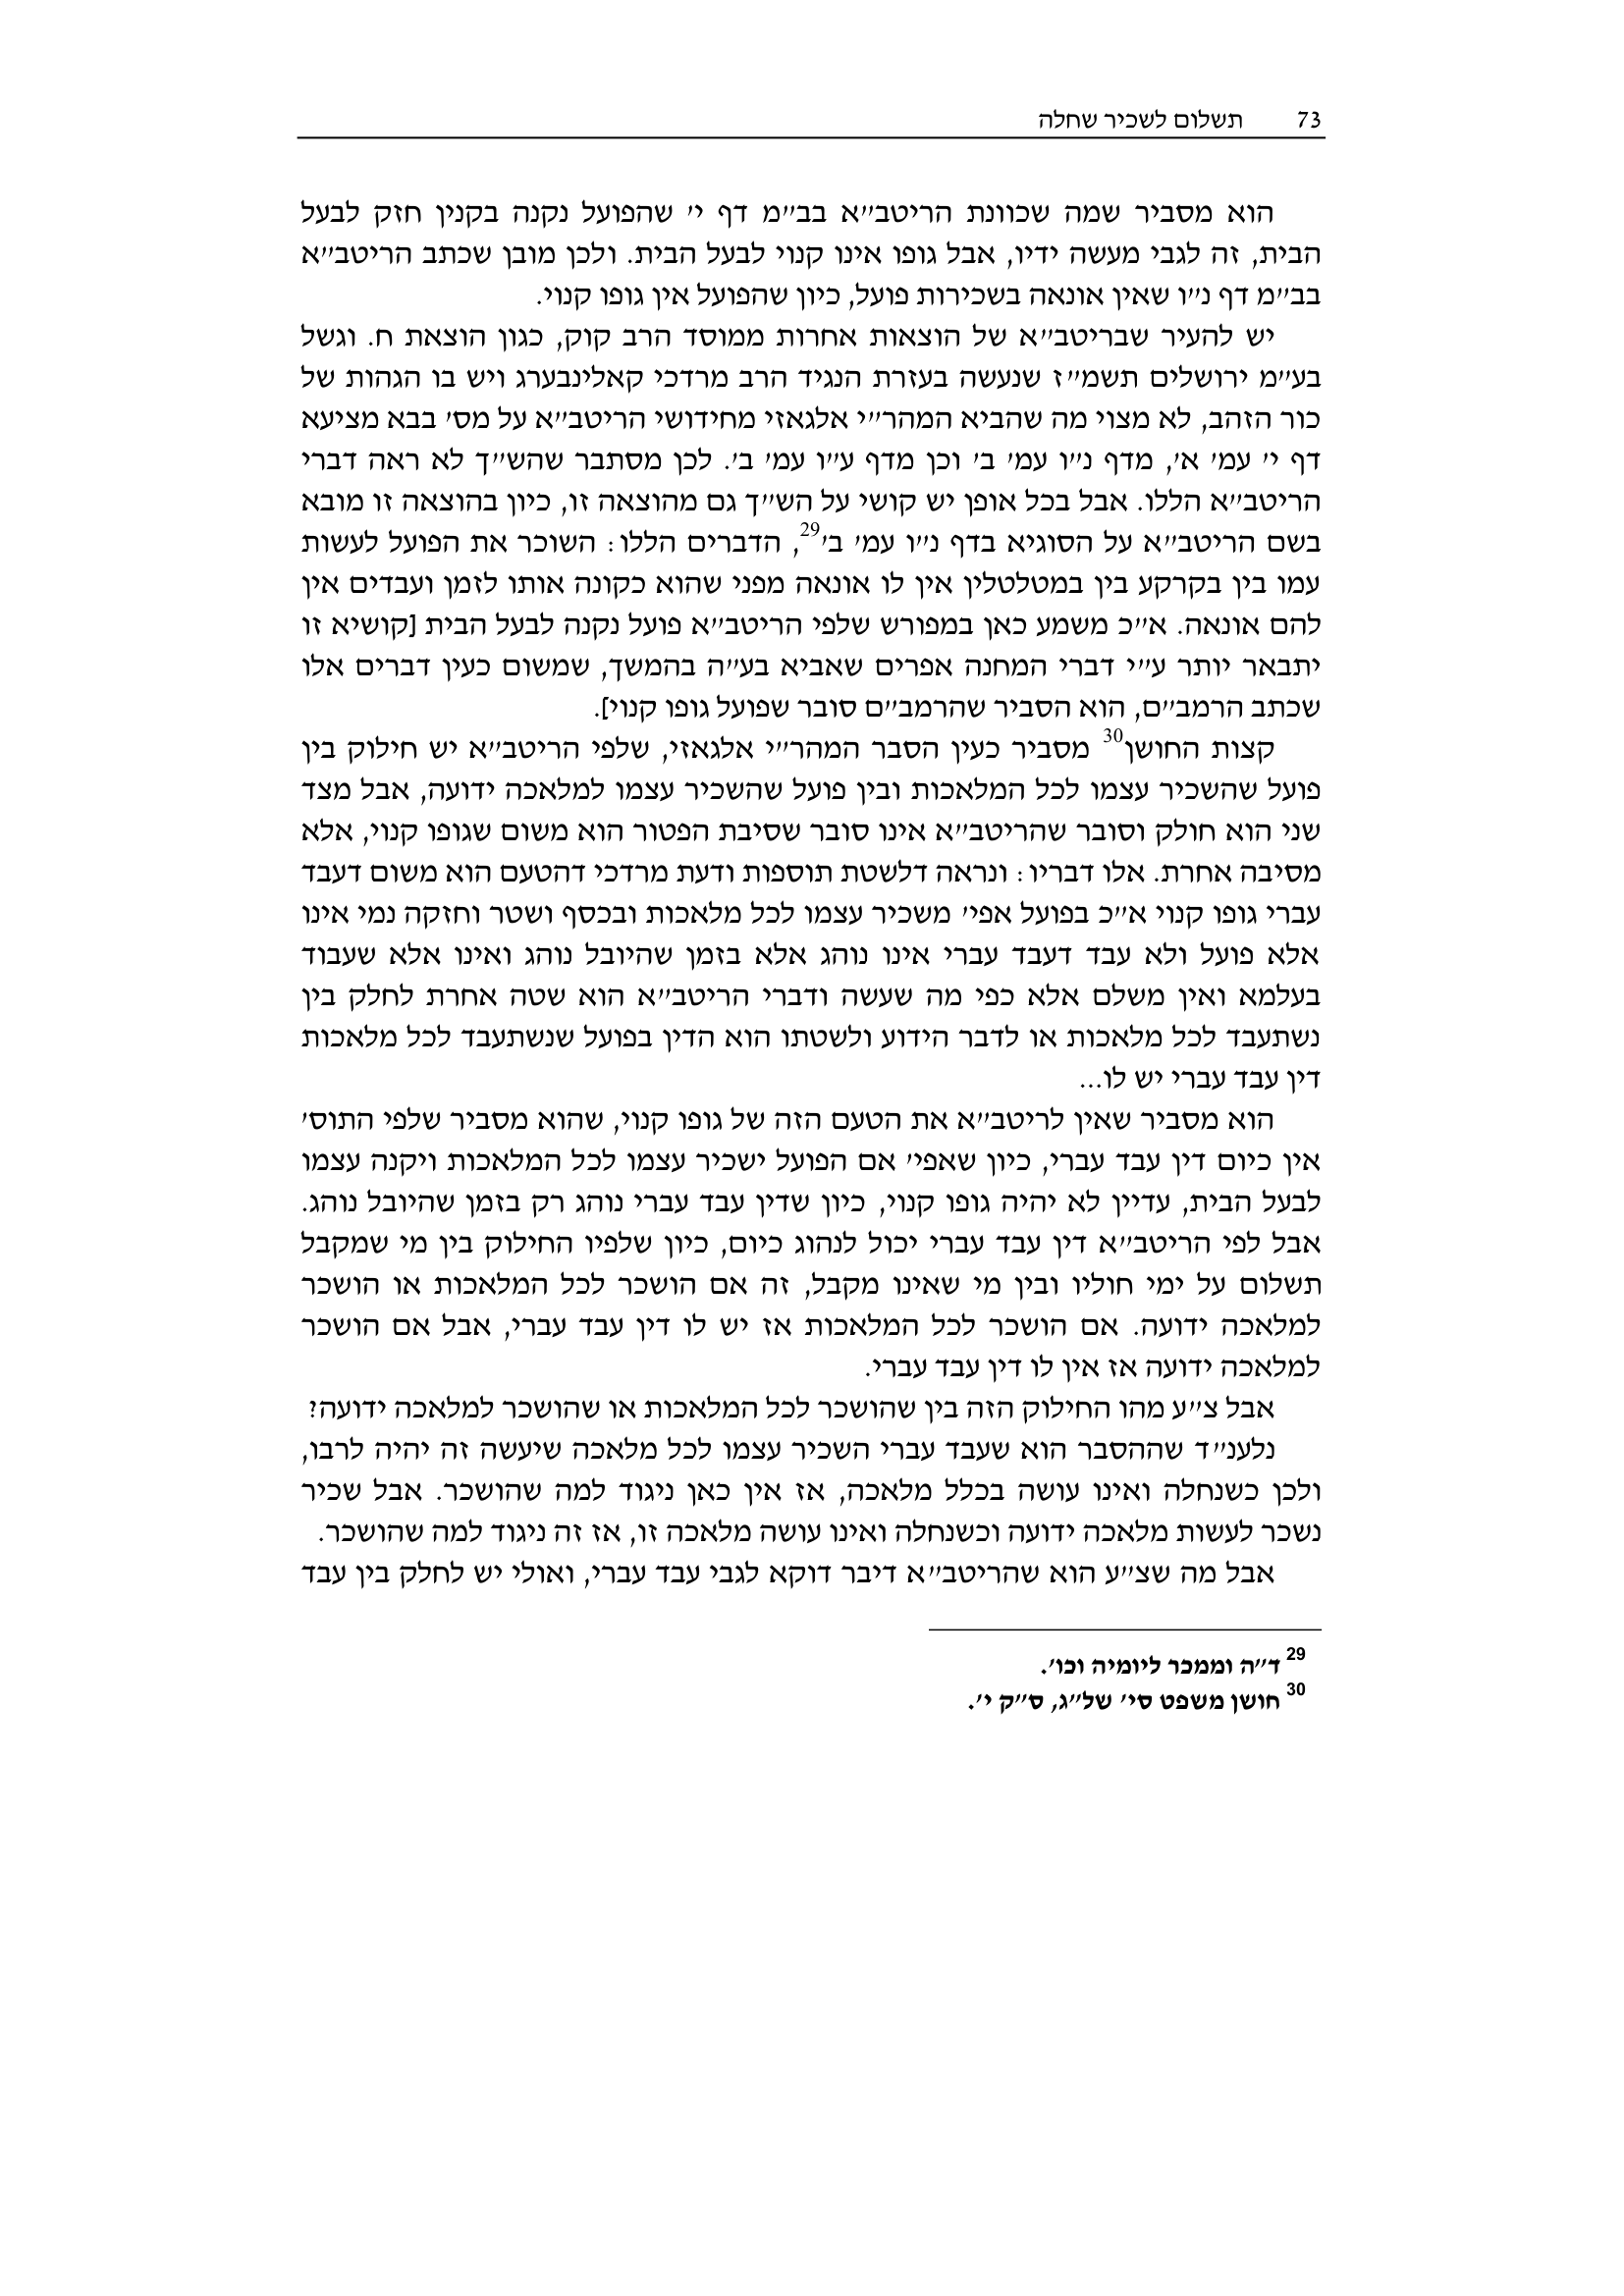 73 תשלום לשכיר שחלה
הוא מסביר שמה שכוונת הריטב״א בב״מ דף י׳ שהפועל נקנה בקנין חזק לבעל
הבית, זה לגבי מעשה ידיו, אבל גופו אינו קנוי לבעל הבית. ולכן מובן שכתב הריטב״א
בב״מ דף נ״ו שאין אונאה בשכירות פועל, כיון שהפועל אין גופו קנוי.
יש להעיר שבריטב״א של הוצאות אחרות ממוסד הרב קוק, כגון הוצאת ח. וגשל
בע״מ ירושלים תשמ״ז שנעשה בעזרת הנגיד הרב מרדכי קאלינבערג ויש בו הגהות של
כור הזהב, לא מצוי מה שהביא המהר״י אלגאזי מחידושי הריטב״א על מס׳ בבא מציעא
דף י׳ עמ׳ א׳, מדף נ״ו עמ׳ ב׳ וכן מדף ע״ו עמ׳ ב׳. לכן מסתבר שהש״ך לא ראה דברי
הריטב״א הללו. אבל בכל אופן יש קושי על הש״ך גם מהוצאה זו, כיון בהוצאה זו מובא
בשם הריטב״א על הסוגיא בדף נ״ו עמ׳ ב׳29, הדברים הללו: השוכר את הפועל לעשות
עמו בין בקרקע בין במטלטלין אין לו אונאה מפני שהוא כקונה אותו לזמן ועבדים אין
להם אונאה. א״כ משמע כאן במפורש שלפי הריטב״א פועל נקנה לבעל הבית [קושיא זו
יתבאר יותר ע״י דברי המחנה אפרים שאביא בע״ה בהמשך, שמשום כעין דברים אלו
שכתב הרמב״ם, הוא הסביר שהרמב״ם סובר שפועל גופו קנוי].
קצות החושן30 מסביר כעין הסבר המהר״י אלגאזי, שלפי הריטב״א יש חילוק בין
פועל שהשכיר עצמו לכל המלאכות ובין פועל שהשכיר עצמו למלאכה ידועה, אבל מצד
שני הוא חולק וסובר שהריטב״א אינו סובר שסיבת הפטור הוא משום שגופו קנוי, אלא
מסיבה אחרת. אלו דבריו: ונראה דלשטת תוספות ודעת מרדכי דהטעם הוא משום דעבד
עברי גופו קנוי א״כ בפועל אפי׳ משכיר עצמו לכל מלאכות ובכסף ושטר וחזקה נמי אינו
אלא פועל ולא עבד דעבד עברי אינו נוהג אלא בזמן שהיובל נוהג ואינו אלא שעבוד
בעלמא ואין משלם אלא כפי מה שעשה ודברי הריטב״א הוא שטה אחרת לחלק בין
נשתעבד לכל מלאכות או לדבר הידוע ולשטתו הוא הדין בפועל שנשתעבד לכל מלאכות
דין עבד עברי יש לו...
הוא מסביר שאין לריטב״א את הטעם הזה של גופו קנוי, שהוא מסביר שלפי התוס׳
אין כיום דין עבד עברי, כיון שאפי׳ אם הפועל ישכיר עצמו לכל המלאכות ויקנה עצמו
לבעל הבית, עדיין לא יהיה גופו קנוי, כיון שדין עבד עברי נוהג רק בזמן שהיובל נוהג.
אבל לפי הריטב״א דין עבד עברי יכול לנהוג כיום, כיון שלפיו החילוק בין מי שמקבל
תשלום על ימי חוליו ובין מי שאינו מקבל, זה אם הושכר לכל המלאכות או הושכר
למלאכה ידועה. אם הושכר לכל המלאכות אז יש לו דין עבד עברי, אבל אם הושכר
למלאכה ידועה אז אין לו דין עבד עברי.
אבל צ״ע מהו החילוק הזה בין שהושכר לכל המלאכות או שהושכר למלאכה ידועה?
נלענ״ד שההסבר הוא שעבד עברי השכיר עצמו לכל מלאכה שיעשה זה יהיה לרבו,
ולכן כשנחלה ואינו עושה בכלל מלאכה, אז אין כאן ניגוד למה שהושכר. אבל שכיר
נשכר לעשות מלאכה ידועה וכשנחלה ואינו עושה מלאכה זו, אז זה ניגוד למה שהושכר.
אבל מה שצ״ע הוא שהריטב״א דיבר דוקא לגבי עבד עברי, ואולי יש לחלק בין עבד
29 ד״ה וממכר ליומיה וכו׳.
30 חושן משפט סי׳ של״ג, ס״ק י׳.